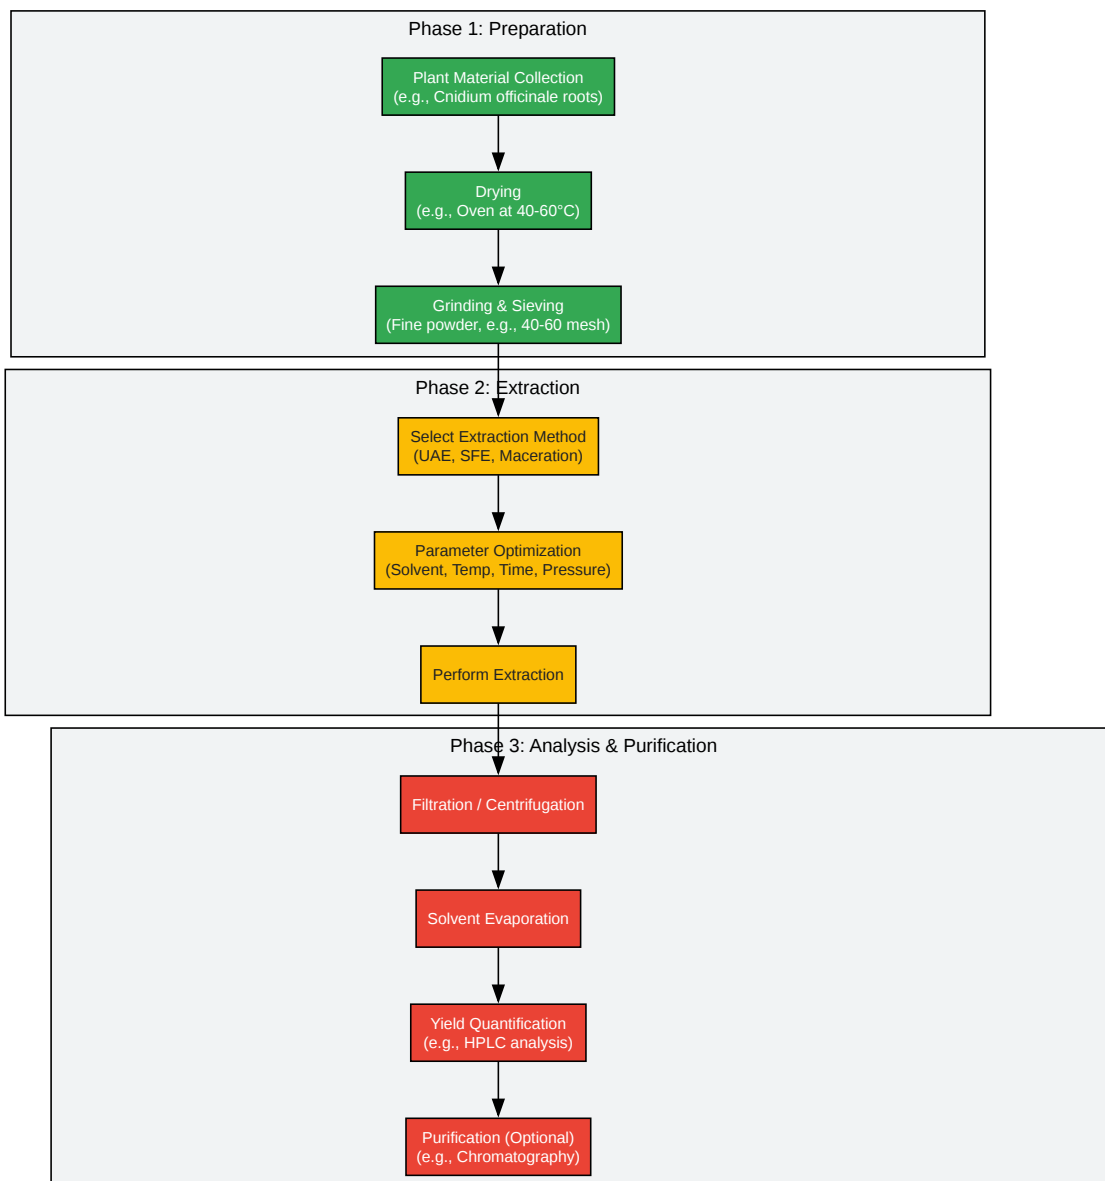 Phase 1: Preparation
Plant Material Collection
(e.g., Cnidium officinale roots)
Drying
(e.g., Oven at 40-60°C)
Grinding & Sieving
(Fine powder, e.g., 40-60 mesh)
Phase 2: Extraction
Select Extraction Method
(UAE, SFE, Maceration)
Parameter Optimization
(Solvent, Temp, Time, Pressure)
Perform Extraction
Phase 3: Analysis & Purification
Filtration / Centrifugation
Solvent Evaporation
Yield Quantification
(e.g., HPLC analysis)
Purification (Optional)
(e.g., Chromatography)